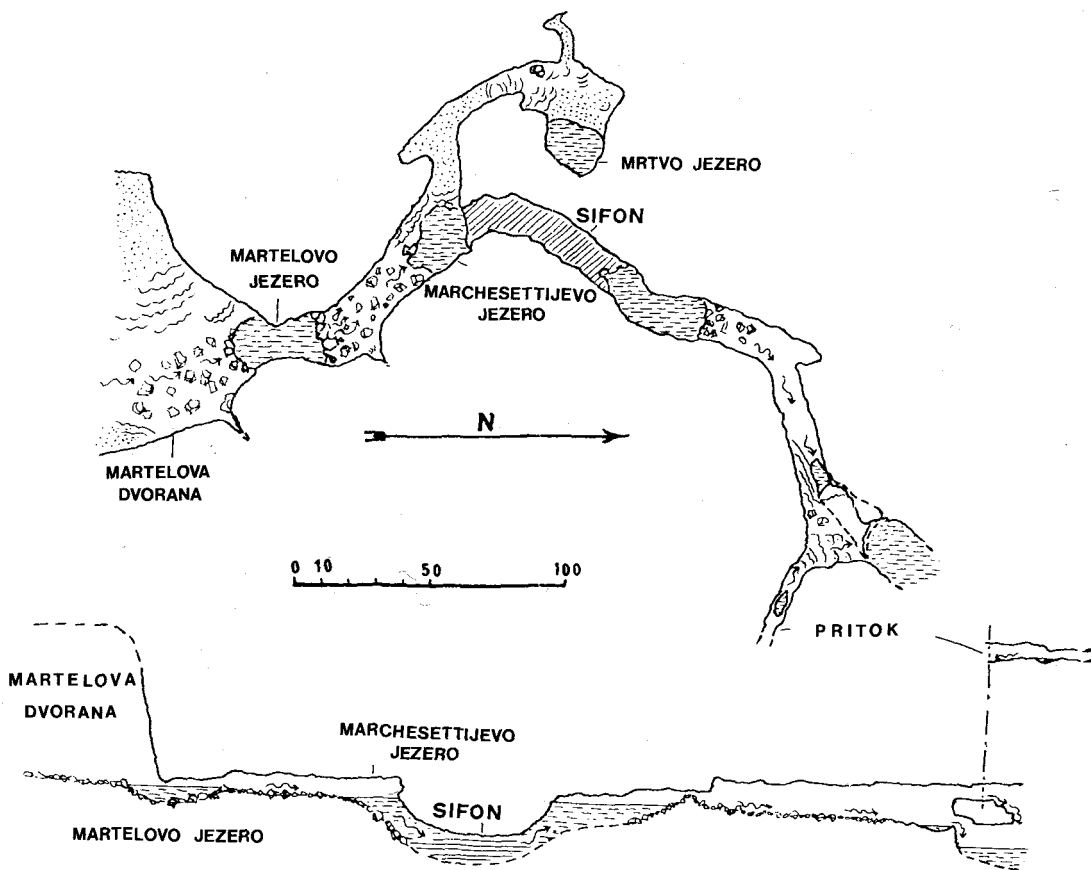 MRTVO JEZERO
SIFON
MARTELOVO
JEZERO
MARCHESETTIJEVO
JEZERO
N
MARTELOVA
DVORANA
0 10 50 100
PRITOK
MARTELOVA
DVORANA
MARCHESETTIJEVO
JEZERO
SIFON
MARTELOVO JEZERO